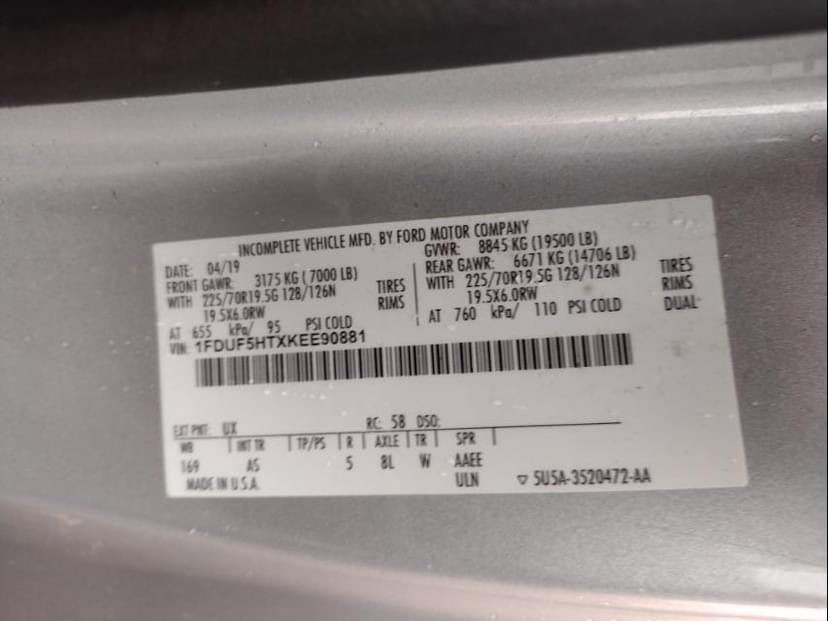 INCOMPLETE VEHICLE MFD. BY FORD MOTOR COMPANY
DATE: 04/19 GVWR: 8845 KG (19500 LB)
FRONT GAWR: 3175 KG (7000 LB) REAR GAWR: 6671 KG (14706 LB)
WITH 225/70R19.5G 128/126N TIRES WITH 225/70R19.5G 128/126N TIRES
19.5X6.0RW RIMS 19.5X6.0RW RIMS
AT 655 kPa/ 95 PSI COLD AT 760 kPa/ 110 PSI COLD DUAL
VIN: 1FDUF5HTXKEE90881
EXT PNT: UX RC: 58 DSO:
WB INT TR TP/PS R AXLE TR SPR
169 AS 5 8L W AAEE
MADE IN U.S.A. ULN ▽ 5U5A-3520472-AA